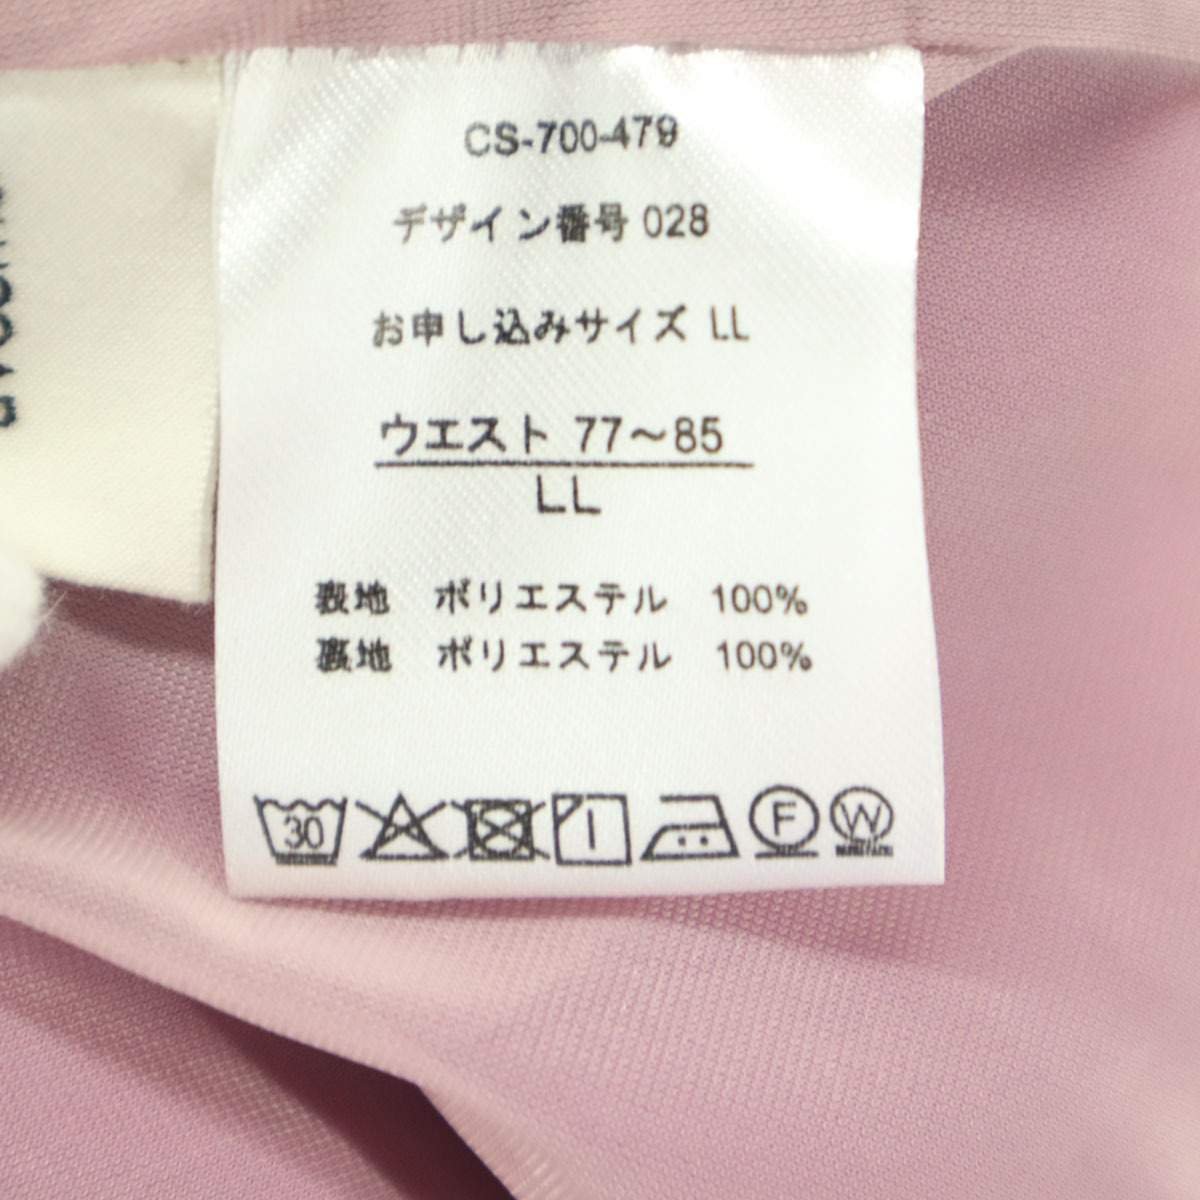 CS-700-479
デザイン番号 028
お申し込みサイズ LL
ウエスト 77～85
LL
表地 ポリエステル 100%
裏地 ポリエステル 100%
30 F W